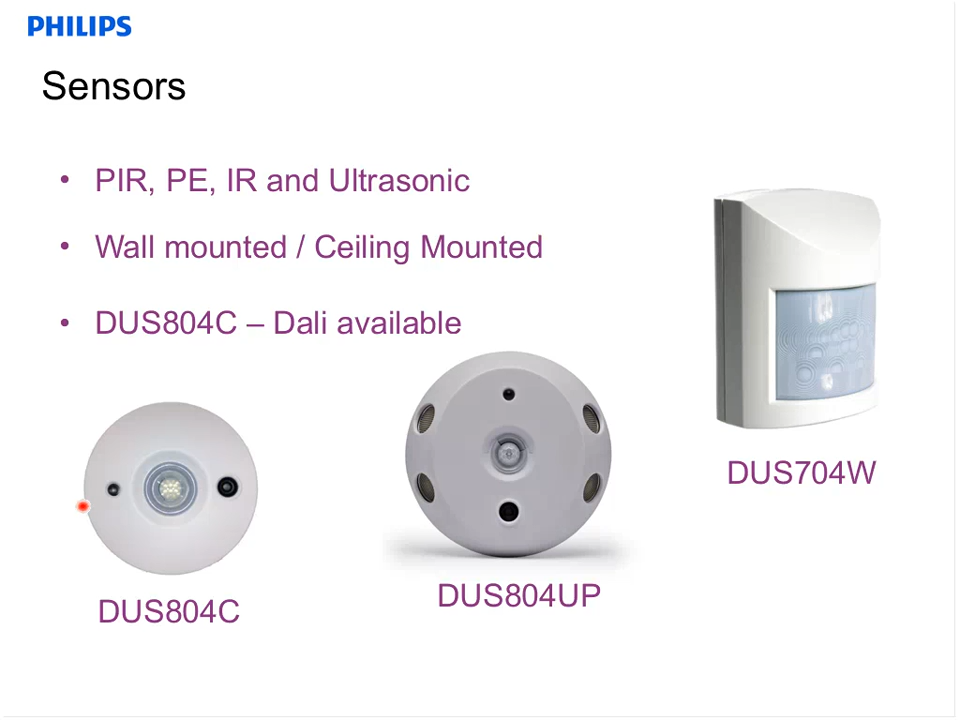 PHILIPS
Sensors
• PIR, PE, IR and Ultrasonic
• Wall mounted / Ceiling Mounted
• DUS804C – Dali available
DUS704W
DUS804UP
DUS804C